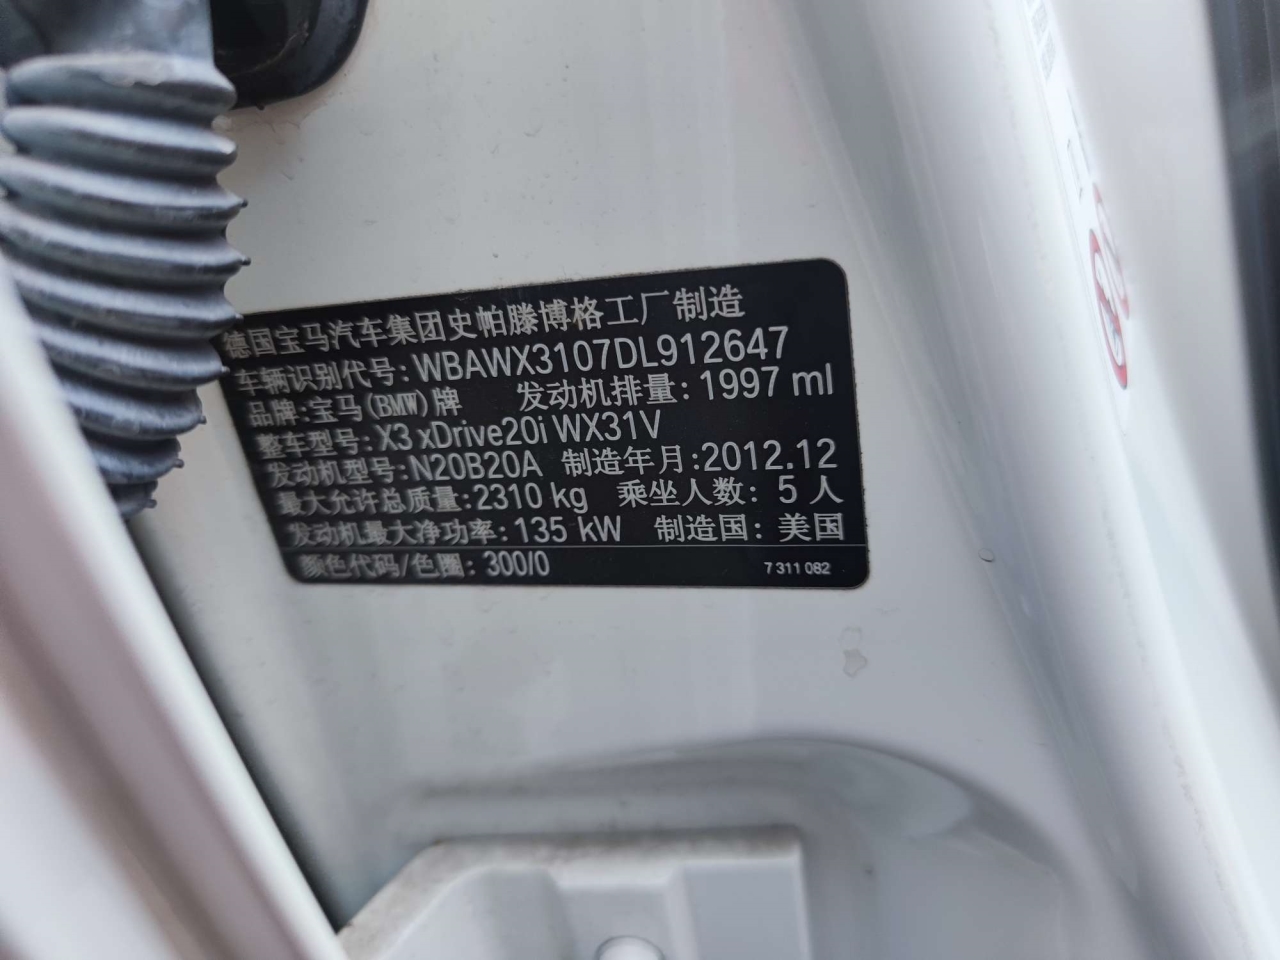 德国宝马汽车集团史帕滕博格工厂制造
车辆识别代号: WBAWX3107DL912647
品牌: 宝马(BMW)牌 发动机排量: 1997 ml
整车型号: X3 xDrive20i WX31V
发动机型号: N20B20A 制造年月: 2012.12
最大允许总质量: 2310 kg 乘坐人数: 5 人
发动机最大净功率: 135 kW 制造国: 美国
颜色代码/色圈: 300/0 7 311 082